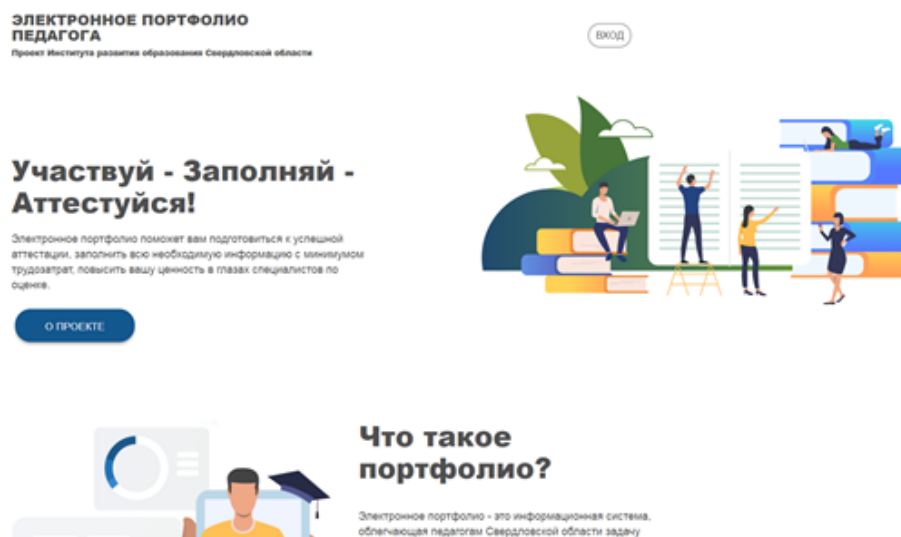 ЭЛЕКТРОННОЕ ПОРТФОЛИО
ПЕДАГОГА
Проект Института развития образования Свердловской области
ВХОД
Участвуй - Заполняй -
Аттестуйся!
Электронное портфолио поможет вам подготовиться к успешной
аттестации, заполнить всю необходимую информацию с минимумом
трудозатрат, повысить вашу ценность в глазах специалистов по
оценке.
О ПРОЕКТЕ
Что такое
портфолио?
Электронное портфолио - это информационная система,
облегчающая педагогам Свердловской области задачу